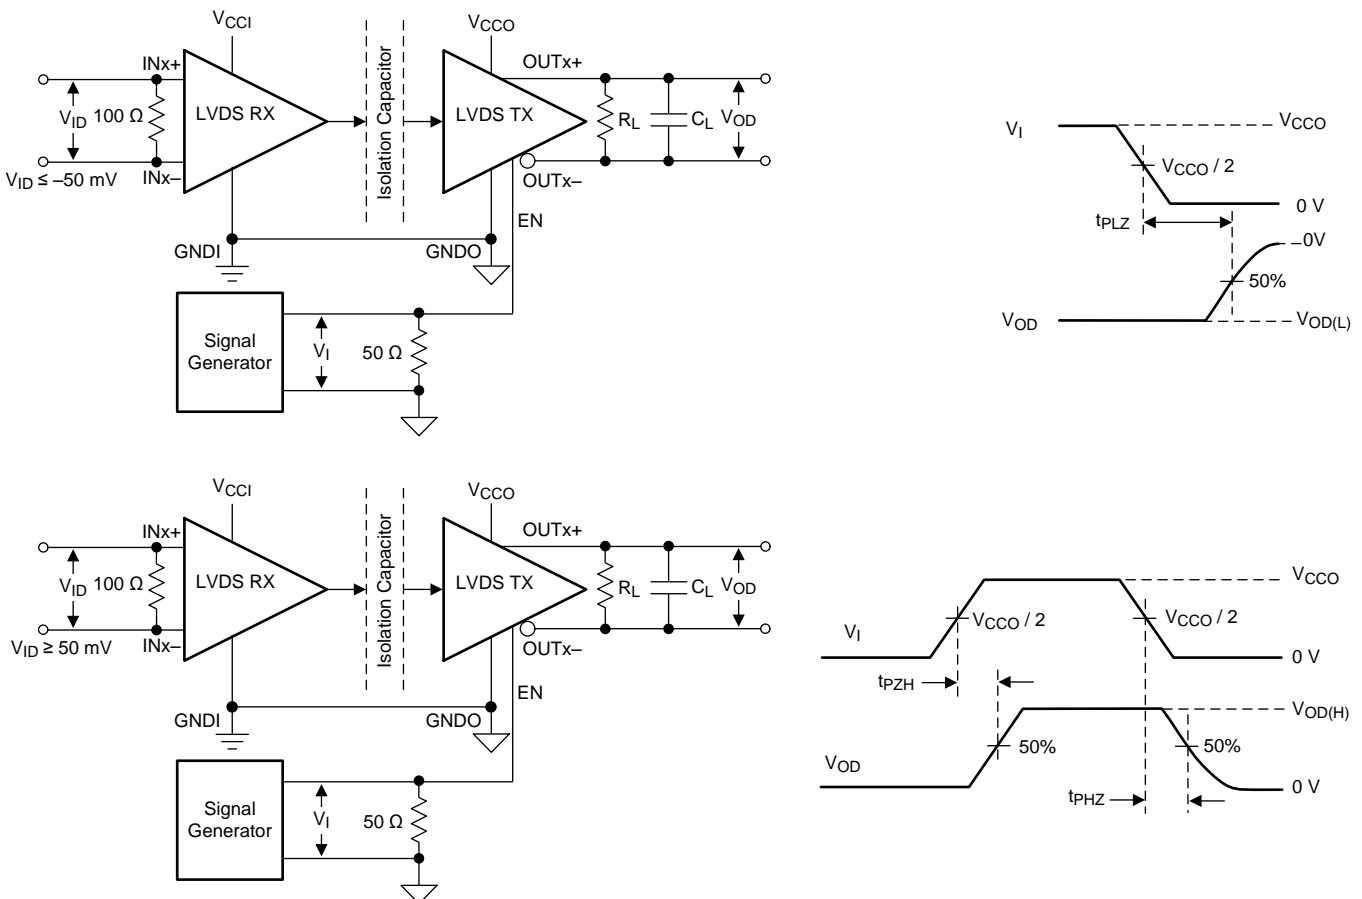 VCCI
VCCO
INx+
OUTx+
VID
100 Ω
LVDS RX
Isolation Capacitor
LVDS TX
RL
CL
VOD
VID ≤ –50 mV
INx–
OUTx–
EN
GNDI
GNDO
Signal
Generator
VI
50 Ω
VI
VCCO
VCCO / 2
0 V
tPLZ
0V
50%
VOD
VOD(L)
VCCI
VCCO
INx+
OUTx+
VID
100 Ω
LVDS RX
Isolation Capacitor
LVDS TX
RL
CL
VOD
VID ≥ 50 mV
INx–
OUTx–
EN
GNDI
GNDO
Signal
Generator
VI
50 Ω
VCCO
VI
VCCO / 2
VCCO / 2
0 V
tPZH
VOD(H)
50%
50%
VOD
0 V
tPHZ